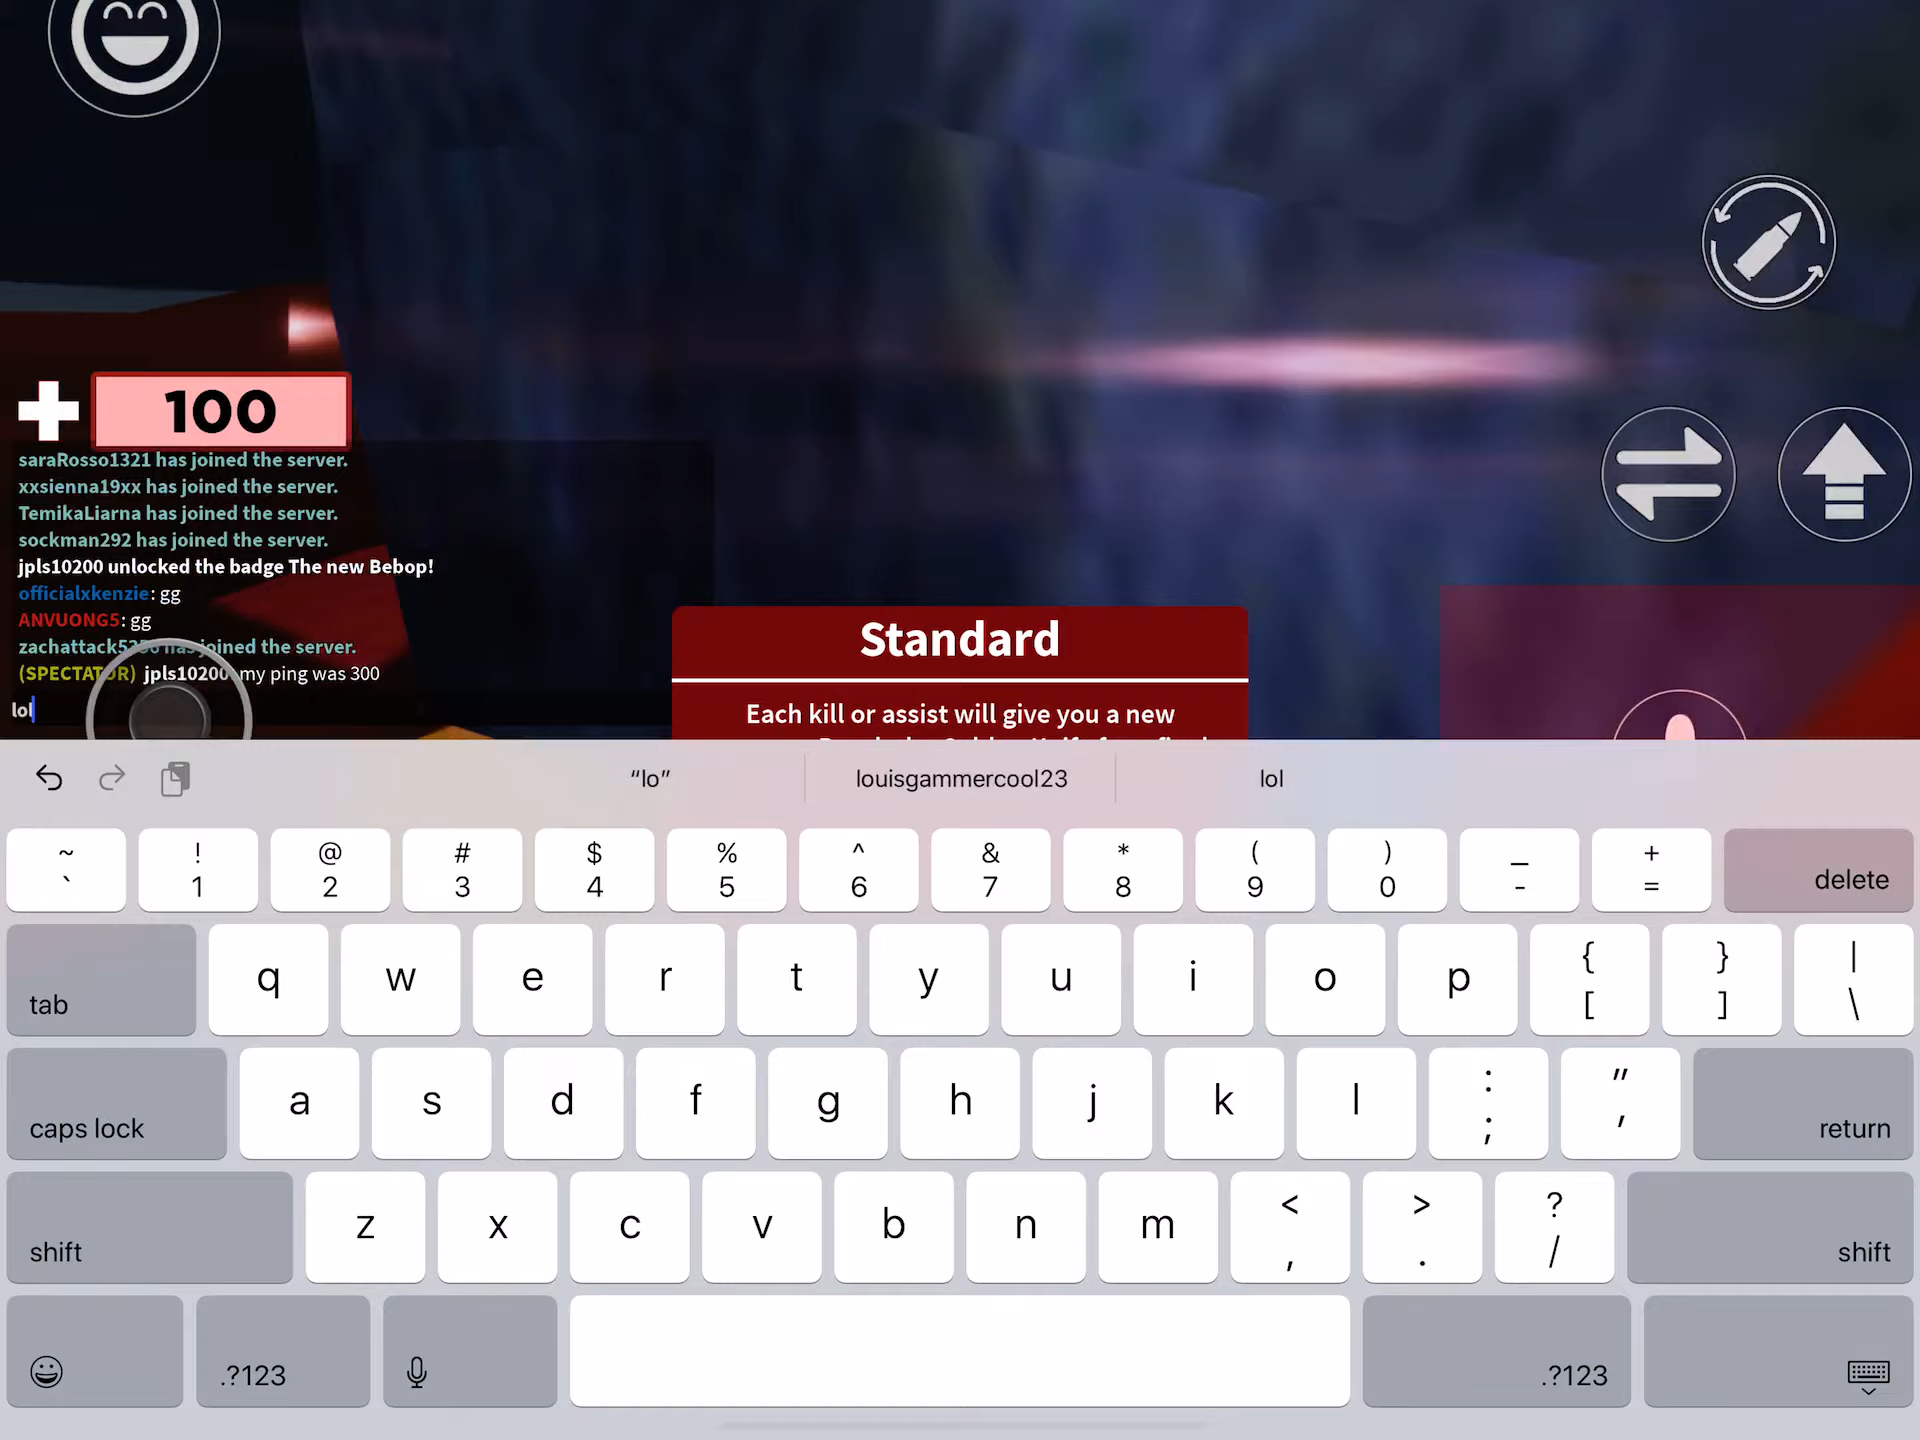 100
saraRosso1321 has joined the server.
xxsienna19xx has joined the server.
TemikaLiarna has joined the server.
sockman292 has joined the server.
jpls10200 unlocked the badge The new Bebop!
officialxkenzie: gg
ANVUONG5: gg
zachattack5 has joined the server.
(SPECTATOR) jpls10200: my ping was 300
lol
Standard
Each kill or assist will give you a new
“lo” louisgammercool23 lol
~ ! @ # $ % ^ & * ( ) _ +
` 1 2 3 4 5 6 7 8 9 0 - = delete
tab q w e r t y u i o p { [ } ] | \
caps lock a s d f g h j k l : ; " ' return
shift z x c v b n m < , > . ? / shift
.?123 .?123